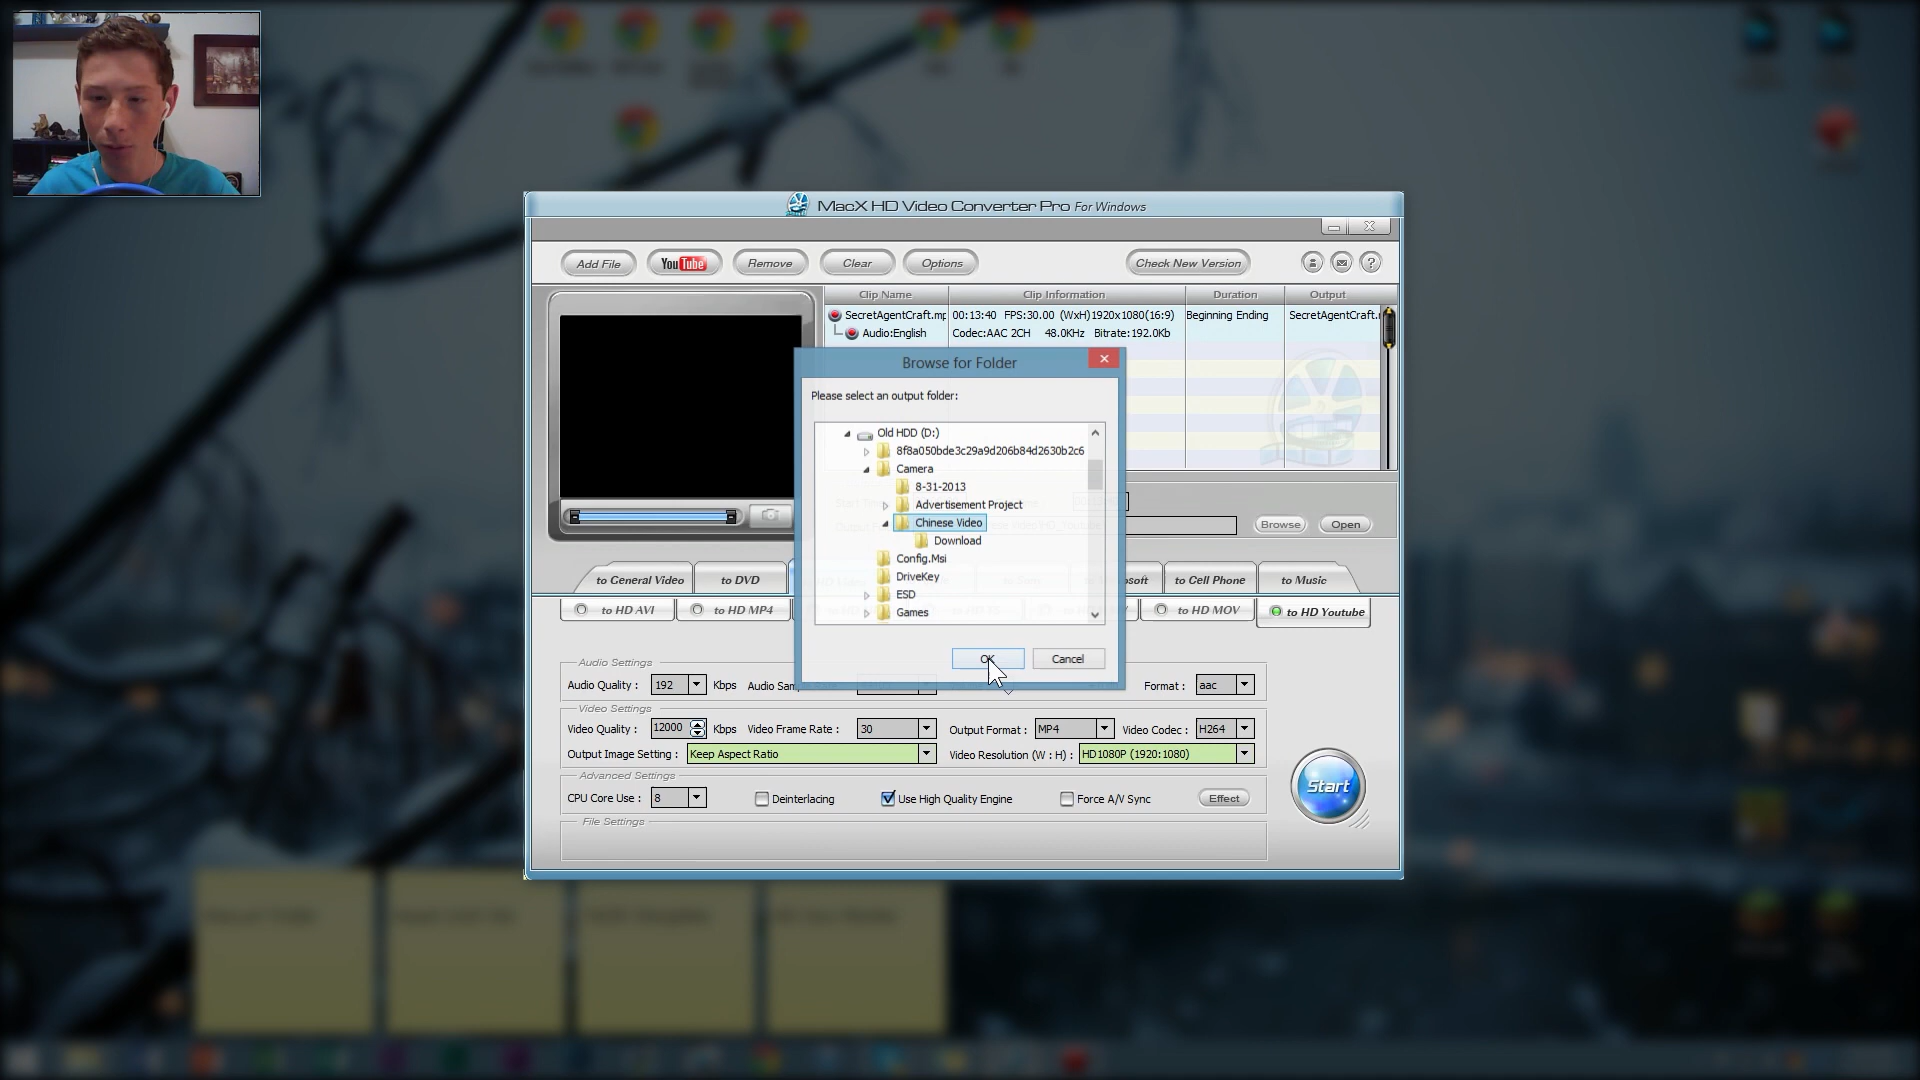 MacX HD Video Converter Pro For Windows
Add File
YouTube
Remove
Clear
Options
Check New Version
?
Clip Name
Clip Information
Duration
Output
SecretAgentCraft.mp
00:13:40 FPS:30.00 (WxH)1920x1080(16:9)
Beginning Ending
SecretAgentCraft.m
Audio:English
Codec:AAC 2CH 48.0KHz Bitrate:192.0Kb
Browse for Folder
Please select an output folder:
Old HDD (D:)
8f8a050bde3c29a9d206b84d2630b2c6
Camera
8-31-2013
Advertisement Project
Chinese Video
Download
Config.Msi
DriveKey
ESD
Games
OK
Cancel
Browse
Open
to General Video
to DVD
to Cell Phone
to Music
to HD AVI
to HD MP4
to HD MOV
to HD Youtube
Audio Settings
Audio Quality : 192 Kbps
Format : aac
Video Settings
Video Quality : 12000 Kbps Video Frame Rate : 30 Output Format : MP4 Video Codec : H264
Output Image Setting : Keep Aspect Ratio Video Resolution (W : H) : HD1080P (1920:1080)
Advanced Settings
CPU Core Use : 8 Deinterlacing Use High Quality Engine Force A/V Sync Effect
Start
File Settings